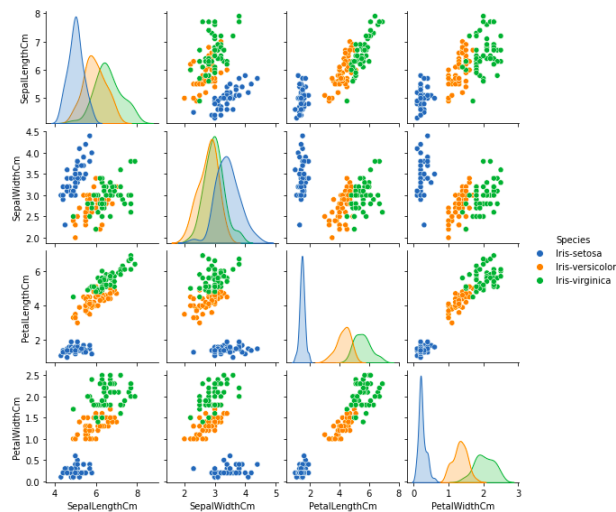 SepalLengthCm
8
7
6
5
SepalWidthCm
4.5
4.0
3.5
3.0
2.5
2.0
PetalLengthCm
6
4
2
PetalWidthCm
2.5
2.0
1.5
1.0
0.5
0.0
4 6 8
SepalLengthCm
2 3 4 5
SepalWidthCm
2 4 6 8
PetalLengthCm
0 1 2 3
PetalWidthCm
Species
Iris-setosa
Iris-versicolor
Iris-virginica